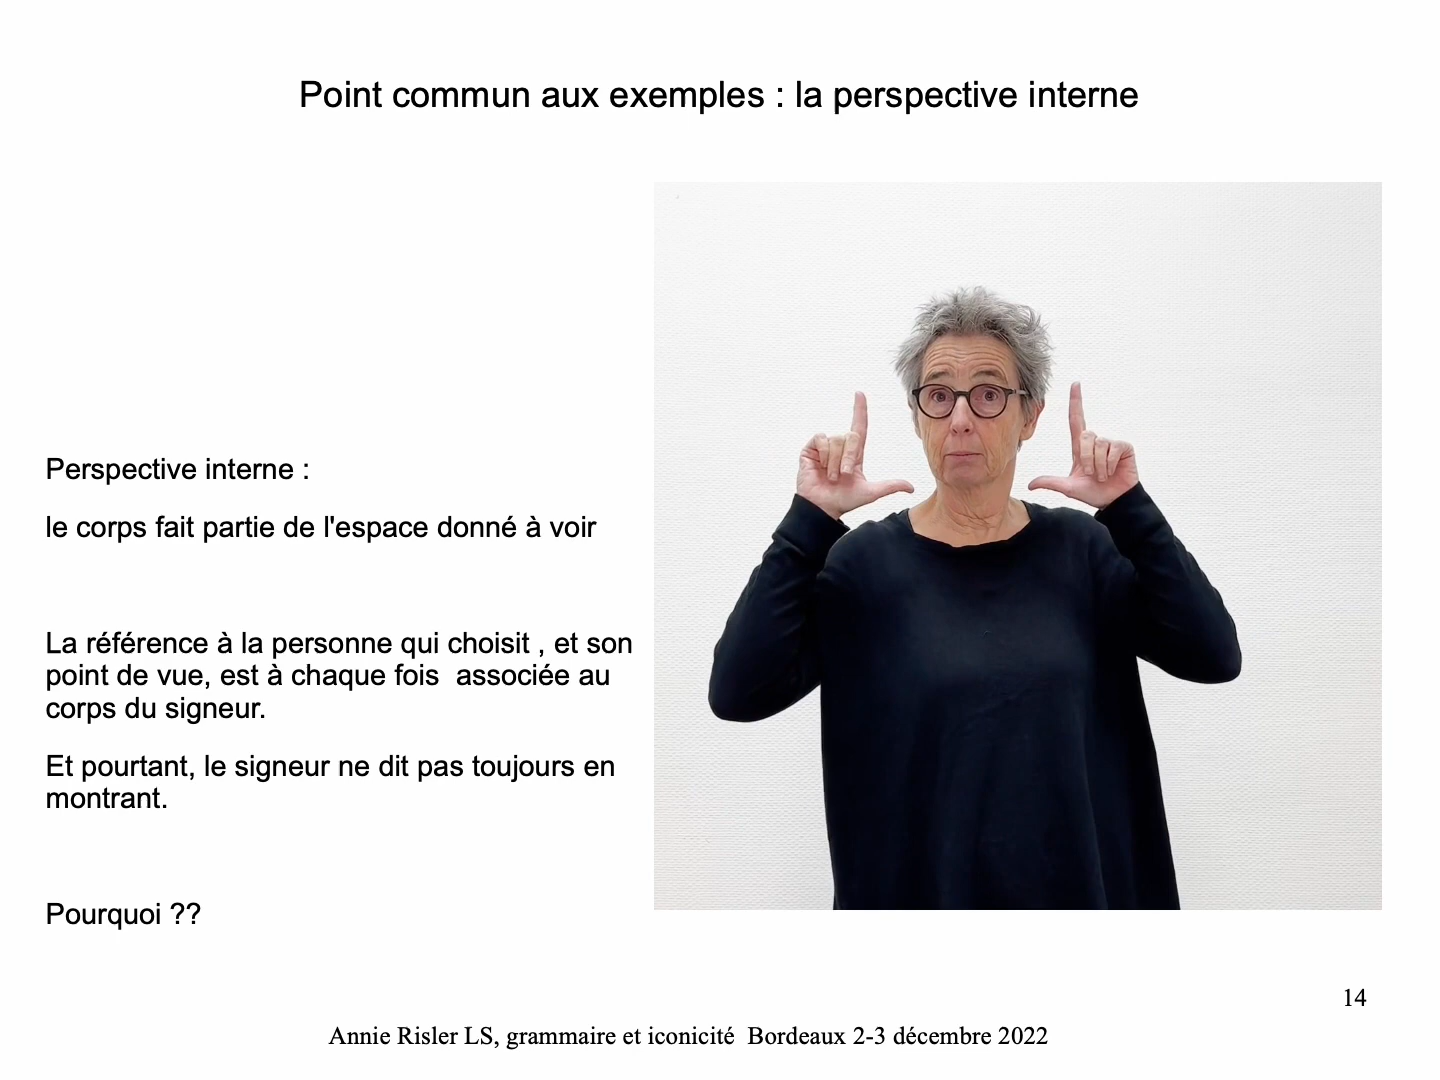 Point commun aux exemples : la perspective interne
Perspective interne :
le corps fait partie de l'espace donné à voir
La référence à la personne qui choisit , et son
point de vue, est à chaque fois  associée au
corps du signeur.
Et pourtant, le signeur ne dit pas toujours en
montrant.
Pourquoi ??
14
Annie Risler LS, grammaire et iconicité  Bordeaux 2-3 décembre 2022